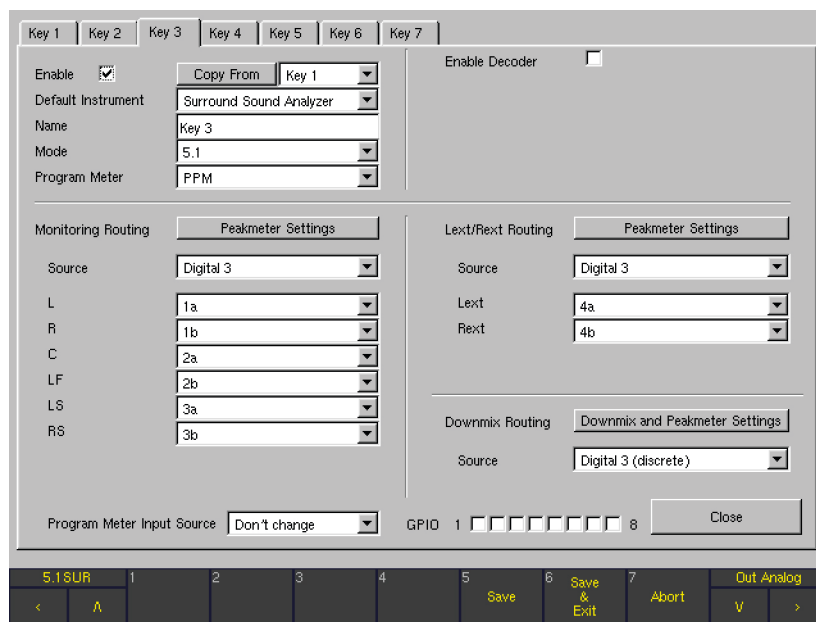 Key 1 Key 2 Key 3 Key 4 Key 5 Key 6 Key 7
Enable Copy From Key 1
Default Instrument Surround Sound Analyzer
Name Key 3
Mode 5.1
Program Meter PPM
Enable Decoder
Monitoring Routing Peakmeter Settings
Source Digital 3
L 1a
R 1b
C 2a
LF 2b
LS 3a
RS 3b
Lext/Rext Routing Peakmeter Settings
Source Digital 3
Lext 4a
Rext 4b
Downmix Routing Downmix and Peakmeter Settings
Source Digital 3 (discrete)
Program Meter Input Source Don't change
GPIO 1 8
Close
5.1SUR
< ʌ
1
2
3
4
5 Save
6 Save
&
Exit
7 Abort
Out Analog
v >